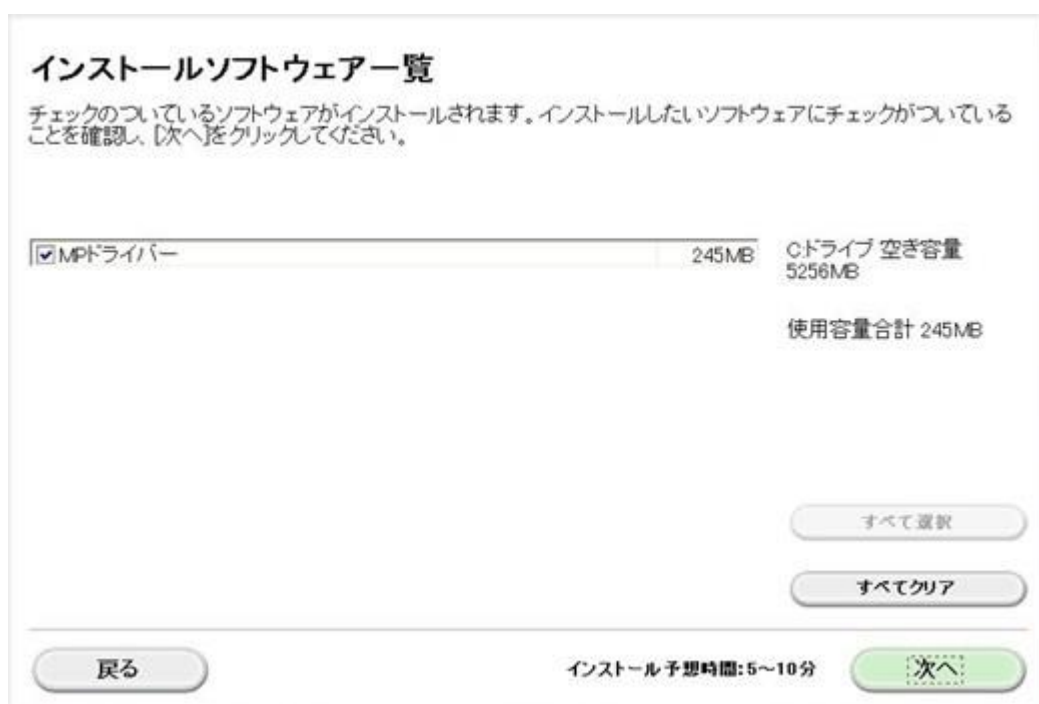 インストールソフトウェア一覧
チェックのついているソフトウェアがインストールされます。インストールしたいソフトウェアにチェックがついている
ことを確認し、[次へ]をクリックしてください。
MPドライバー 245MB
C:ドライブ 空き容量
5256MB
使用容量合計 245MB
すべて選択
すべてクリア
戻る
インストール予想時間:5～10分
次へ